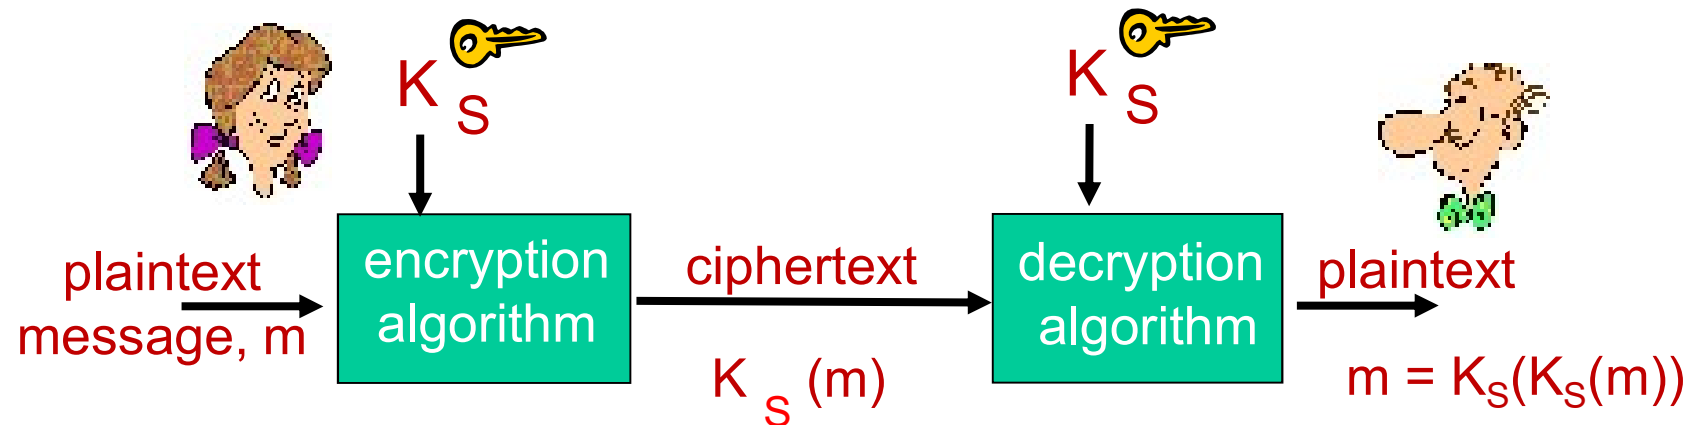 K S
K S
plaintext
message, m
encryption
algorithm
ciphertext
K S (m)
decryption
algorithm
plaintext
m = KS(KS(m))